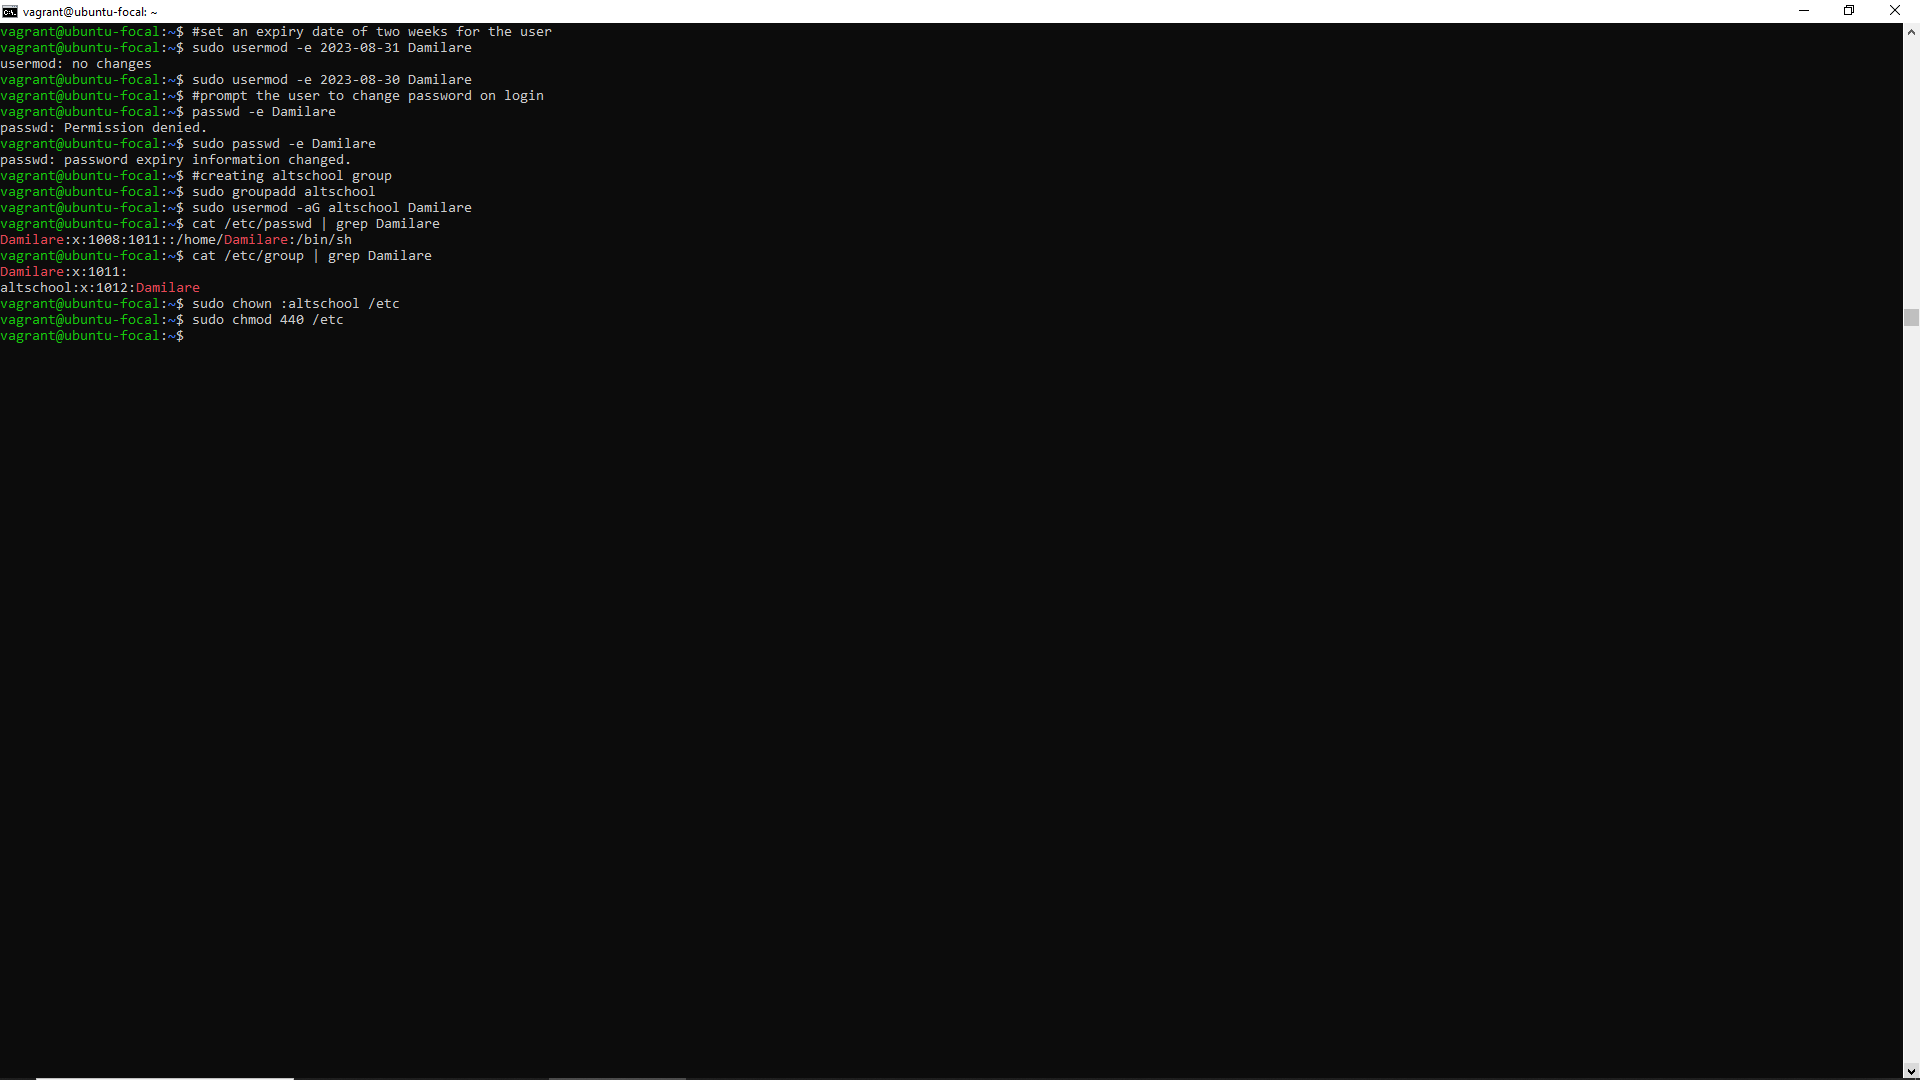 vagrant@ubuntu-focal: ~
vagrant@ubuntu-focal:~$ #set an expiry date of two weeks for the user
vagrant@ubuntu-focal:~$ sudo usermod -e 2023-08-31 Damilare
usermod: no changes
vagrant@ubuntu-focal:~$ sudo usermod -e 2023-08-30 Damilare
vagrant@ubuntu-focal:~$ #prompt the user to change password on login
vagrant@ubuntu-focal:~$ passwd -e Damilare
passwd: Permission denied.
vagrant@ubuntu-focal:~$ sudo passwd -e Damilare
passwd: password expiry information changed.
vagrant@ubuntu-focal:~$ #creating altschool group
vagrant@ubuntu-focal:~$ sudo groupadd altschool
vagrant@ubuntu-focal:~$ sudo usermod -aG altschool Damilare
vagrant@ubuntu-focal:~$ cat /etc/passwd | grep Damilare
Damilare:x:1008:1011::/home/Damilare:/bin/sh
vagrant@ubuntu-focal:~$ cat /etc/group | grep Damilare
Damilare:x:1011:
altschool:x:1012:Damilare
vagrant@ubuntu-focal:~$ sudo chown :altschool /etc
vagrant@ubuntu-focal:~$ sudo chmod 440 /etc
vagrant@ubuntu-focal:~$